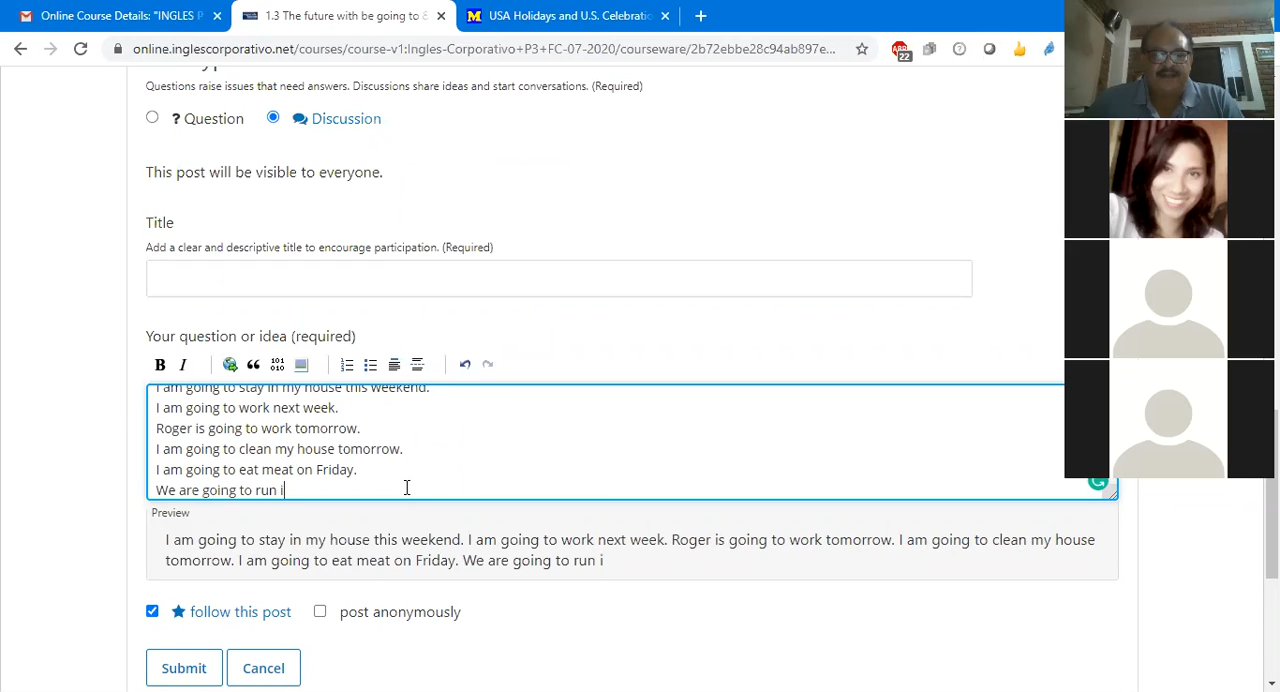 Online Course Details: "INGLES P
1.3 The future with be going to &
USA Holidays and U.S. Celebratio
online.inglescorporativo.net/courses/course-v1:Ingles-Corporativo+P3+FC-07-2020/courseware/2b72ebbe28c94ab897e...
22
Questions raise issues that need answers. Discussions share ideas and start conversations. (Required)
? Question
Discussion
This post will be visible to everyone.
Title
Add a clear and descriptive title to encourage participation. (Required)
Your question or idea (required)
B I
I am going to stay in my house this weekend.
I am going to work next week.
Roger is going to work tomorrow.
I am going to clean my house tomorrow.
I am going to eat meat on Friday.
We are going to run i
Preview
I am going to stay in my house this weekend. I am going to work next week. Roger is going to work tomorrow. I am going to clean my house
tomorrow. I am going to eat meat on Friday. We are going to run i
follow this post
post anonymously
Submit
Cancel